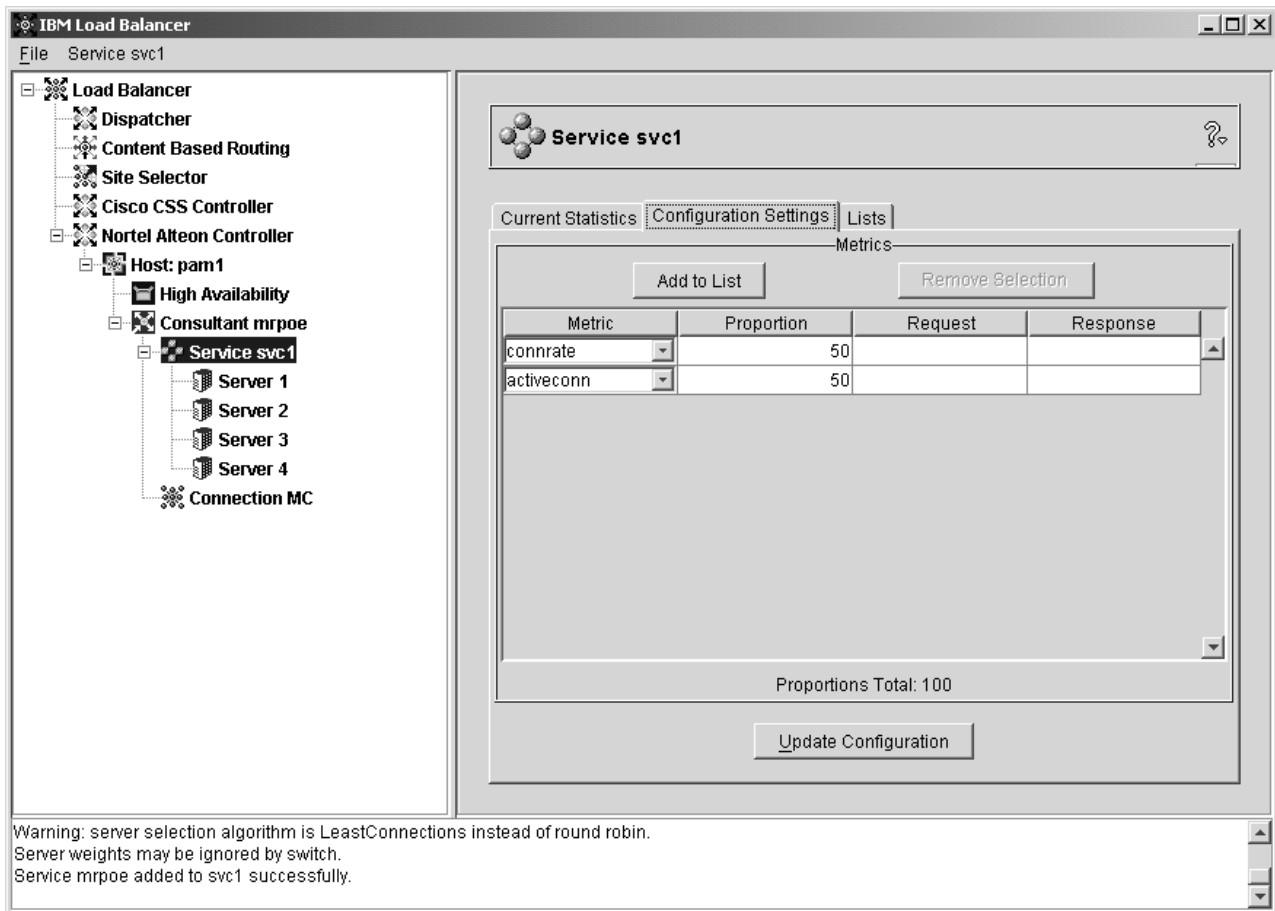 IBM Load Balancer
File Service svc1
Load Balancer
Dispatcher
Content Based Routing
Site Selector
Cisco CSS Controller
Nortel Alteon Controller
Host: pam1
High Availability
Consultant mrpoe
Service svc1
Server 1
Server 2
Server 3
Server 4
Connection MC
Service svc1
?
Current Statistics Configuration Settings Lists
Metrics
Add to List Remove Selection
Metric Proportion Request Response
connrate 50
activeconn 50
Proportions Total: 100
Update Configuration
Warning: server selection algorithm is LeastConnections instead of round robin.
Server weights may be ignored by switch.
Service mrpoe added to svc1 successfully.